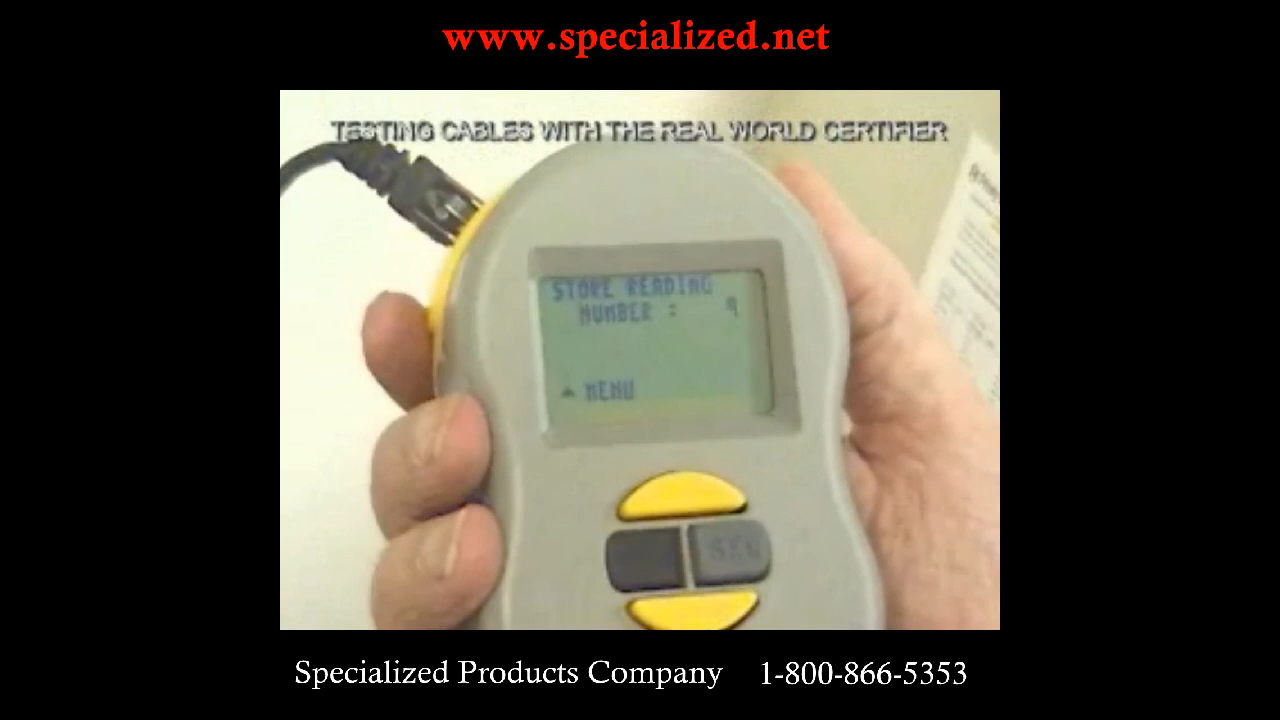 www.specialized.net
TESTING CABLES WITH THE REAL WORLD CERTIFIER
STORE READING
NUMBER : 9
MENU
Specialized Products Company 1-800-866-5353